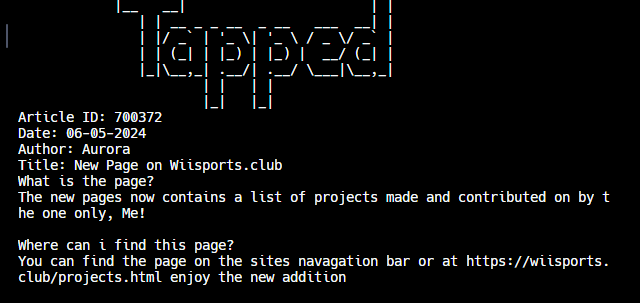 Tapped
Article ID: 700372
Date: 06-05-2024
Author: Aurora
Title: New Page on Wiisports.club
What is the page?
The new pages now contains a list of projects made and contributed on by t
he one only, Me!
Where can i find this page?
You can find the page on the sites navagation bar or at https://wiisports.
club/projects.html enjoy the new addition